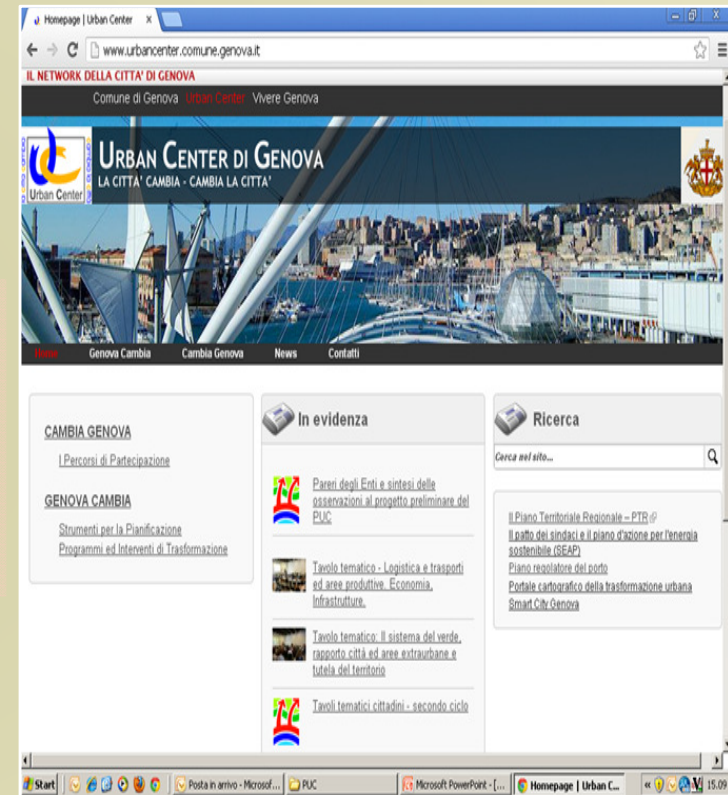 Homepage | Urban Center
www.urbancenter.comune.genova.it
IL NETWORK DELLA CITTA' DI GENOVA
Comune di Genova Urban Center Vivere Genova
Urban Center
URBAN CENTER DI GENOVA
LA CITTA' CAMBIA - CAMBIA LA CITTA'
Home Genova Cambia Cambia Genova News Contatti
CAMBIA GENOVA
I Percorsi di Partecipazione
GENOVA CAMBIA
Strumenti per la Pianificazione
Programmi ed Interventi di Trasformazione
In evidenza
Pareri degli Enti e sintesi delle
osservazioni al progetto preliminare del
PUC
Tavolo tematico - Logistica e trasporti
ed aree produttive. Economia,
Infrastrutture.
Tavolo tematico: Il sistema del verde,
rapporto città ed aree extraurbane e
tutela del territorio
Tavoli tematici cittadini - secondo ciclo
Ricerca
Cerca nel sito...
Il Piano Territoriale Regionale – PTR
Il patto dei sindaci e il piano d'azione per l'energia
sostenibile (SEAP)
Piano regolatore del porto
Portale cartografico della trasformazione urbana
Smart City Genova
Start Posta in arrivo - Microsof... PUC Microsoft PowerPoint - [... Homepage | Urban C... 15.09